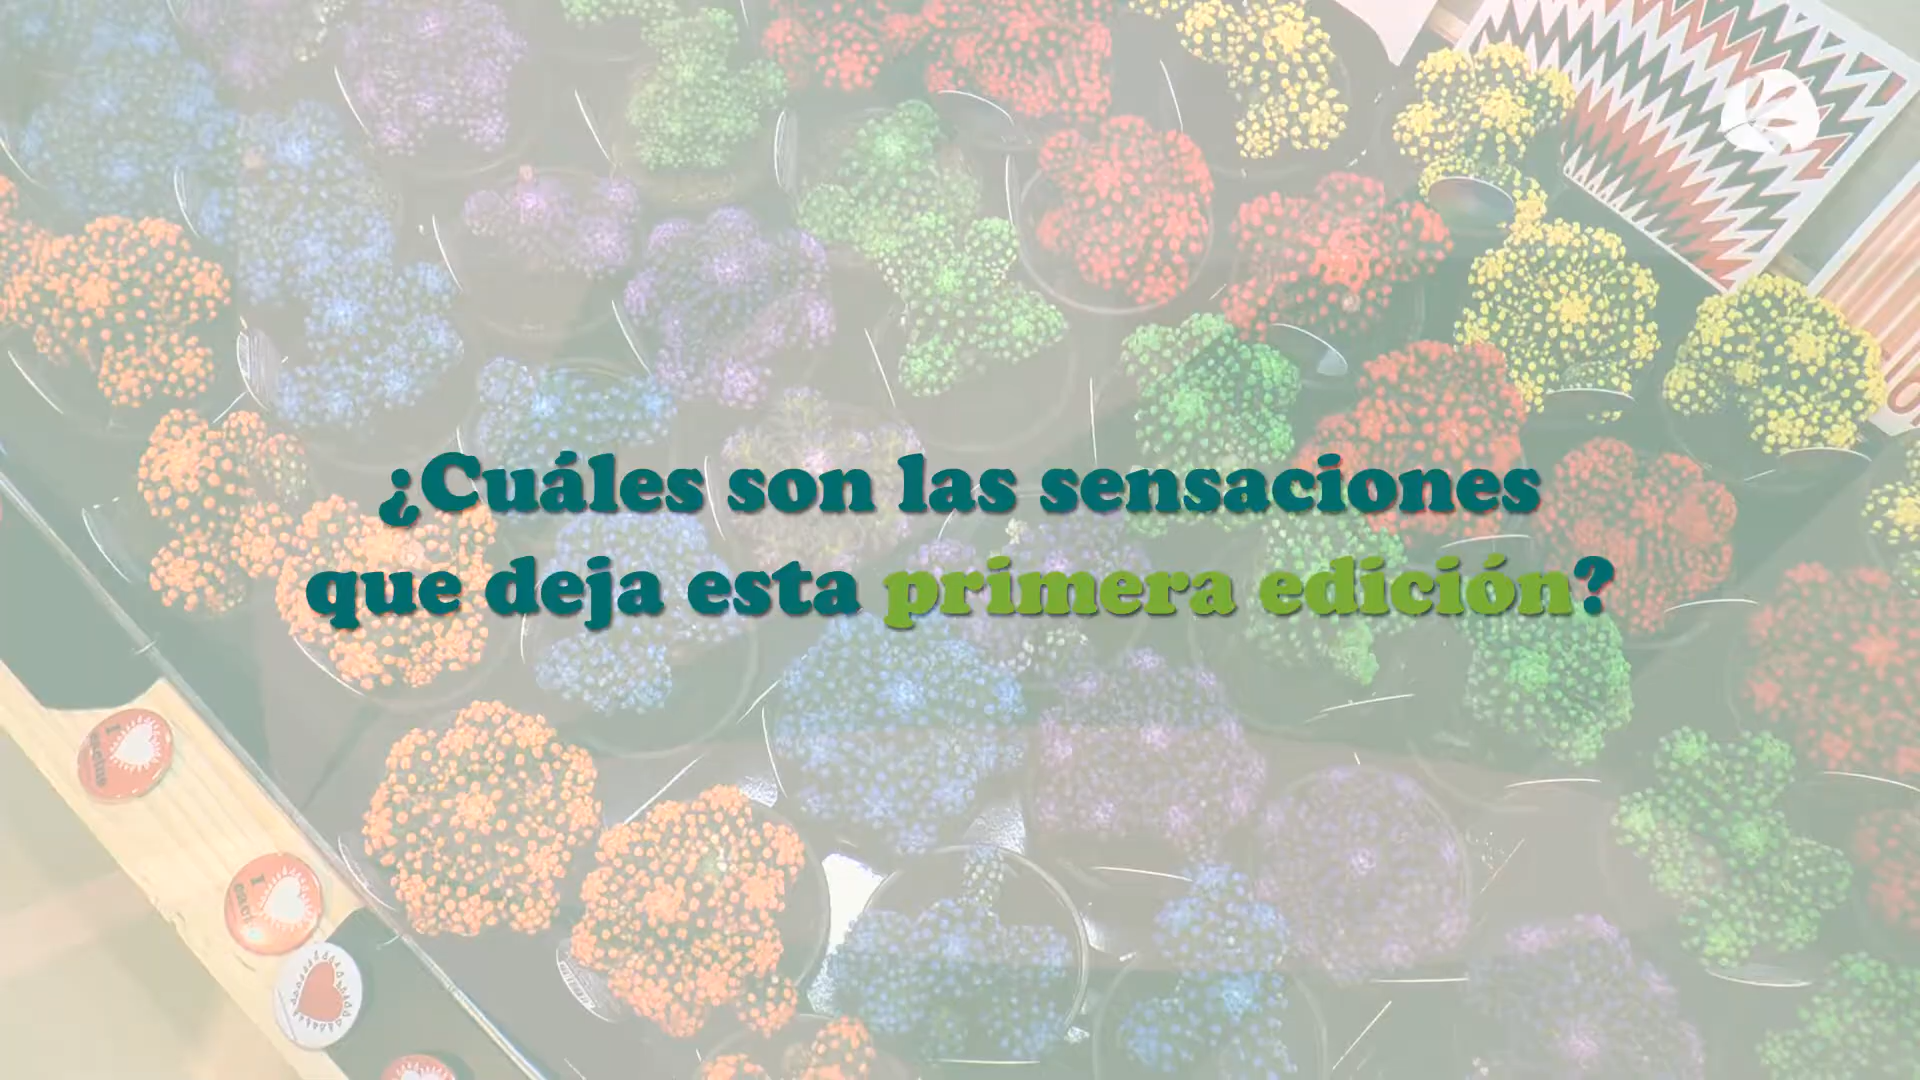 ¿Cuáles son las sensaciones
que deja esta primera edición?
I